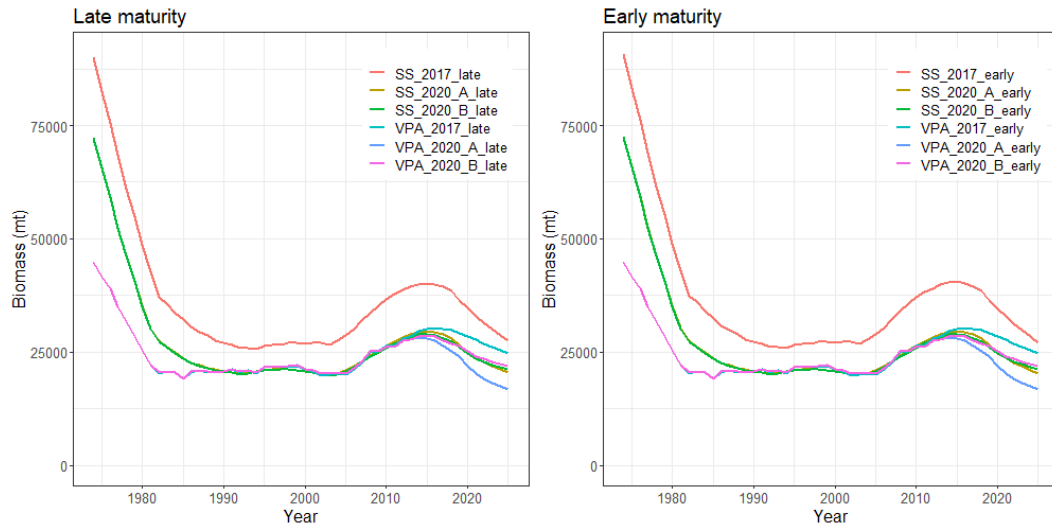 Late maturity
Biomass (mt)
75000
50000
25000
0
SS_2017_late
SS_2020_A_late
SS_2020_B_late
VPA_2017_late
VPA_2020_A_late
VPA_2020_B_late
1980 1990 2000 2010 2020
Year
Early maturity
Biomass (mt)
75000
50000
25000
0
SS_2017_early
SS_2020_A_early
SS_2020_B_early
VPA_2017_early
VPA_2020_A_early
VPA_2020_B_early
1980 1990 2000 2010 2020
Year